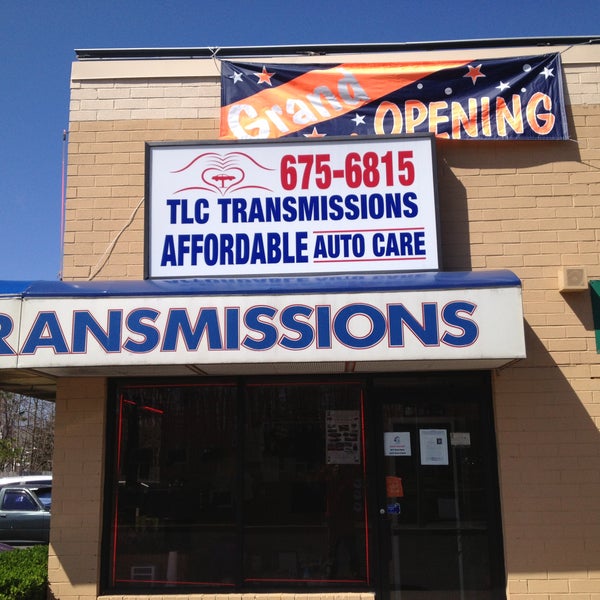 Grand
OPENING
675-6815
TLC TRANSMISSIONS
AFFORDABLE AUTO CARE
RANSMISSIONS